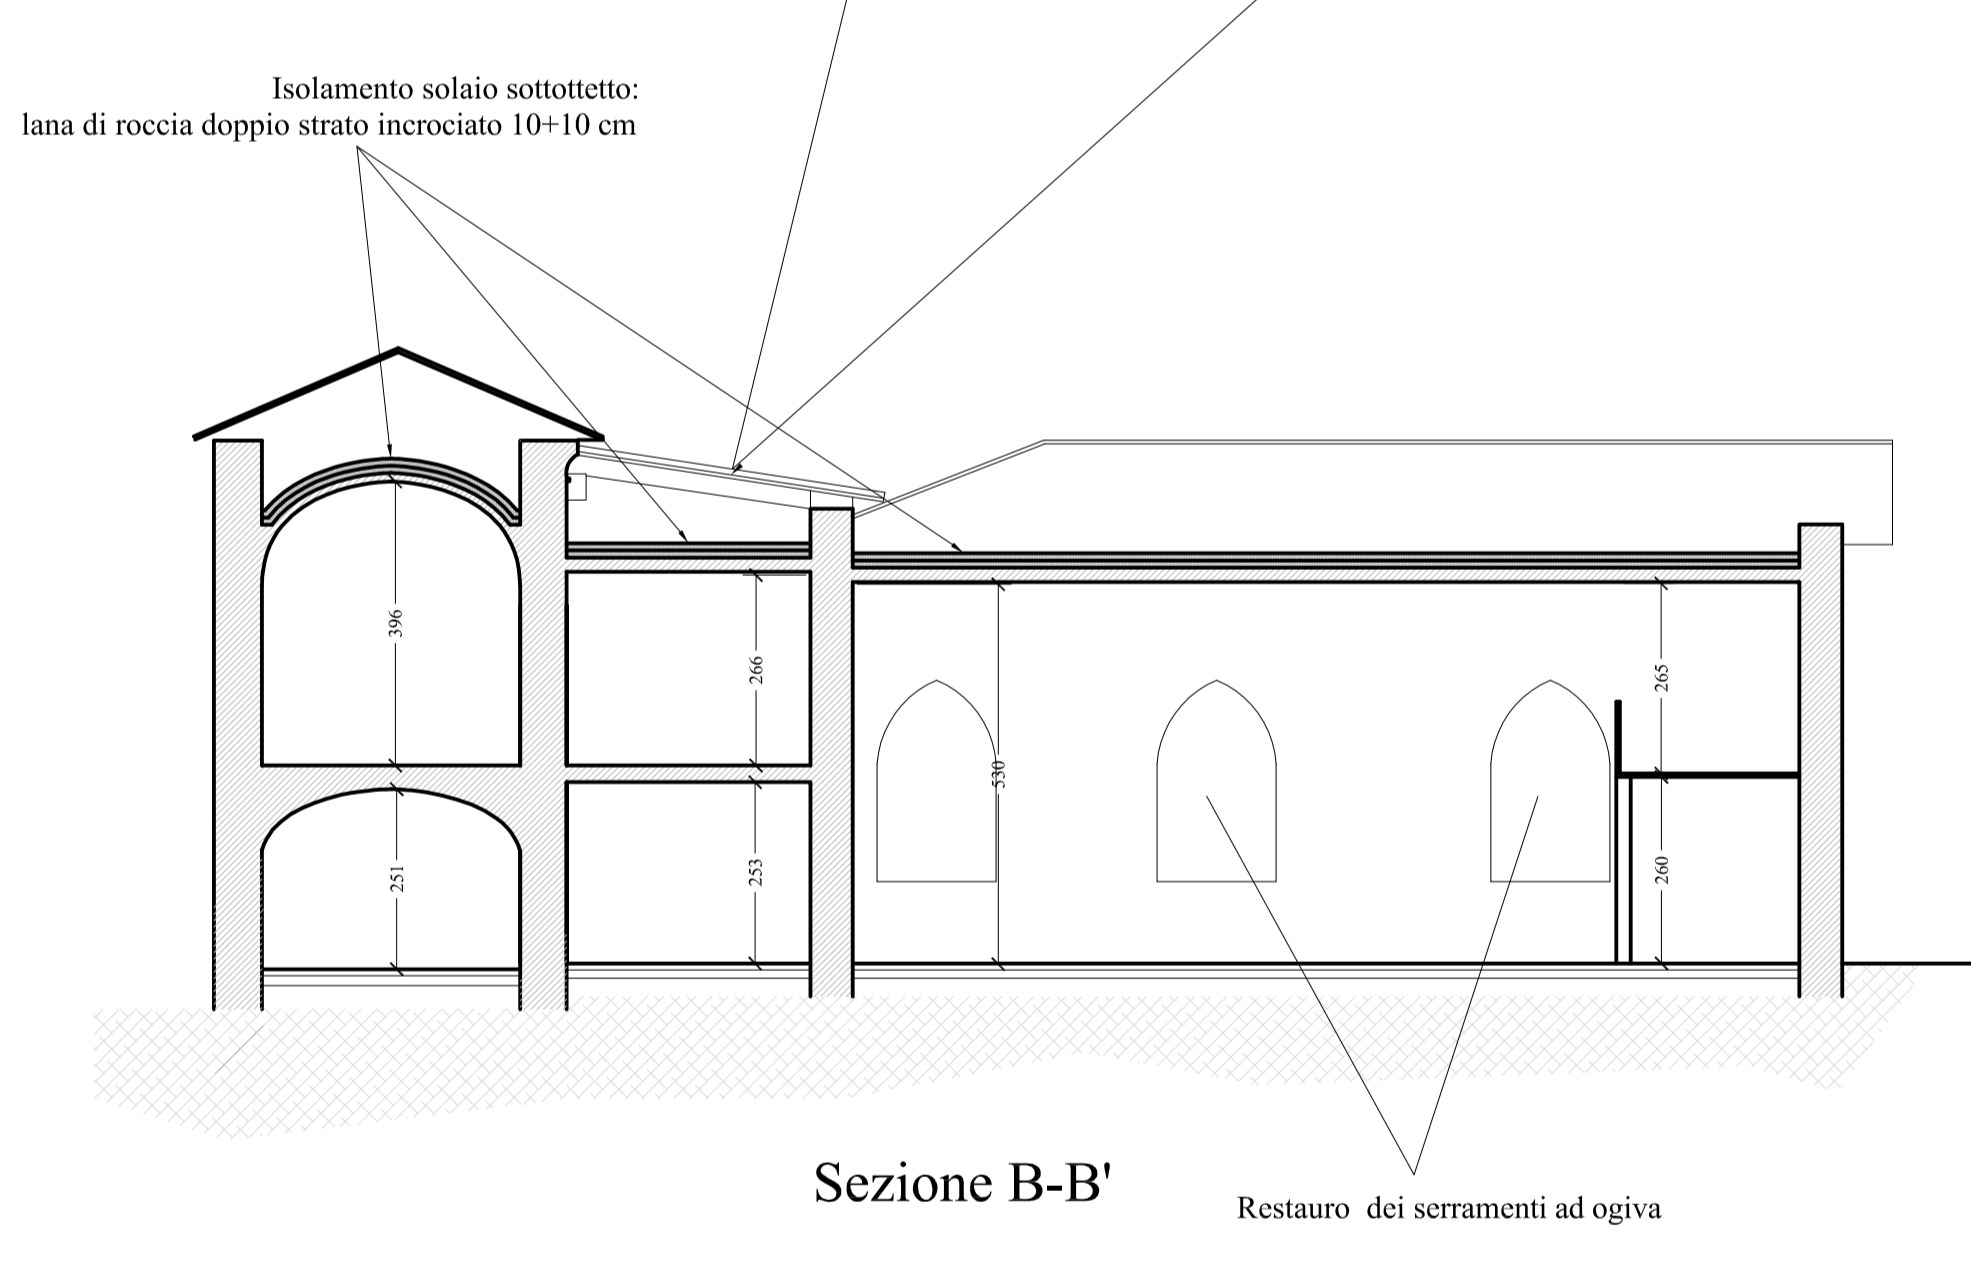 Isolamento solaio sottottetto:
lana di roccia doppio strato incrociato 10+10 cm
396
266
265
530
251
253
260
Sezione B-B'
Restauro dei serramenti ad ogiva